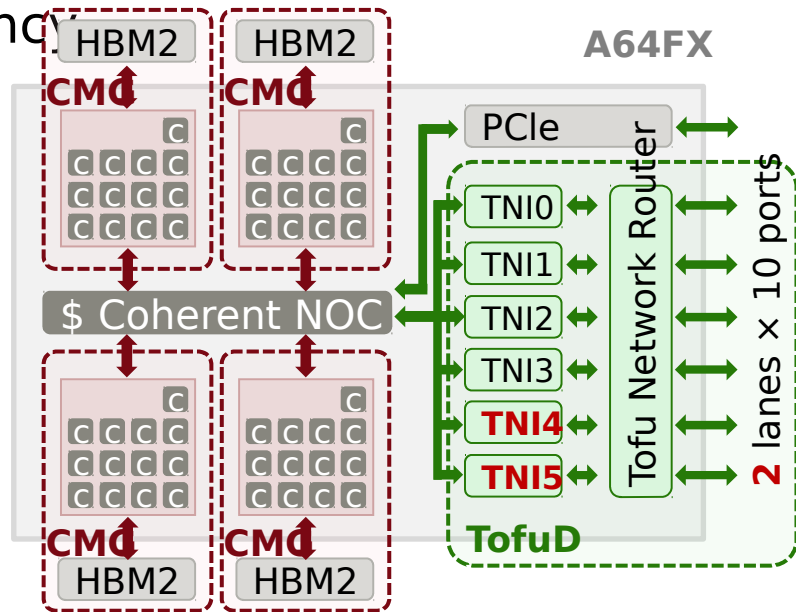 HBM2
HBM2
A64FX
CMG
CMG
PCIe
c
c
c c c c
c c c c
c c c c
c c c c
c c c c
c c c c
TNI0
TNI1
TNI2
TNI3
TNI4
TNI5
Tofu Network Router
2 lanes × 10 ports
$ Coherent NOC
c
c
c c c c
c c c c
c c c c
c c c c
c c c c
c c c c
CMG
CMG
TofuD
HBM2
HBM2